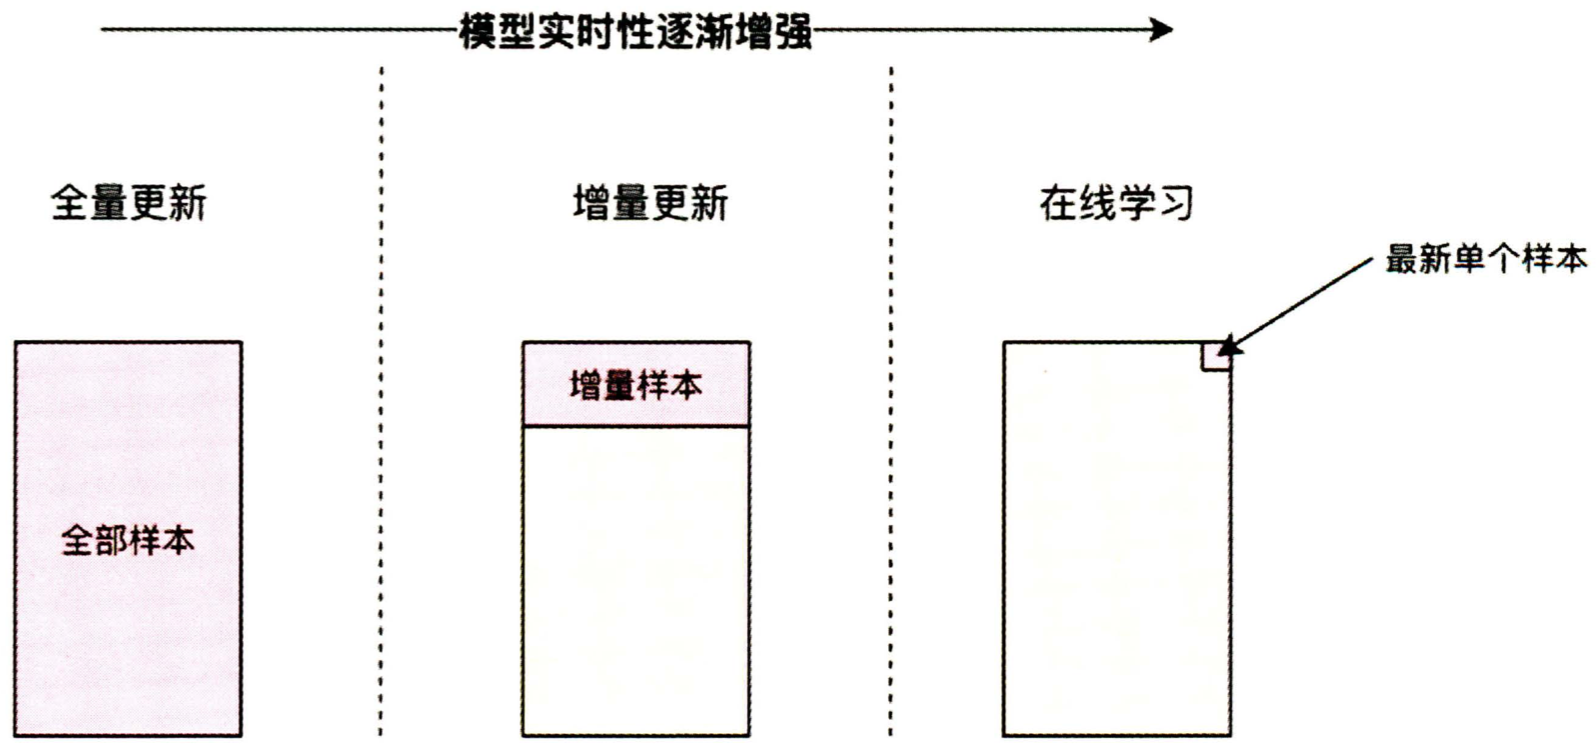 模型实时性逐渐增强
全量更新
增量更新
在线学习
最新单个样本
增量样本
全部样本